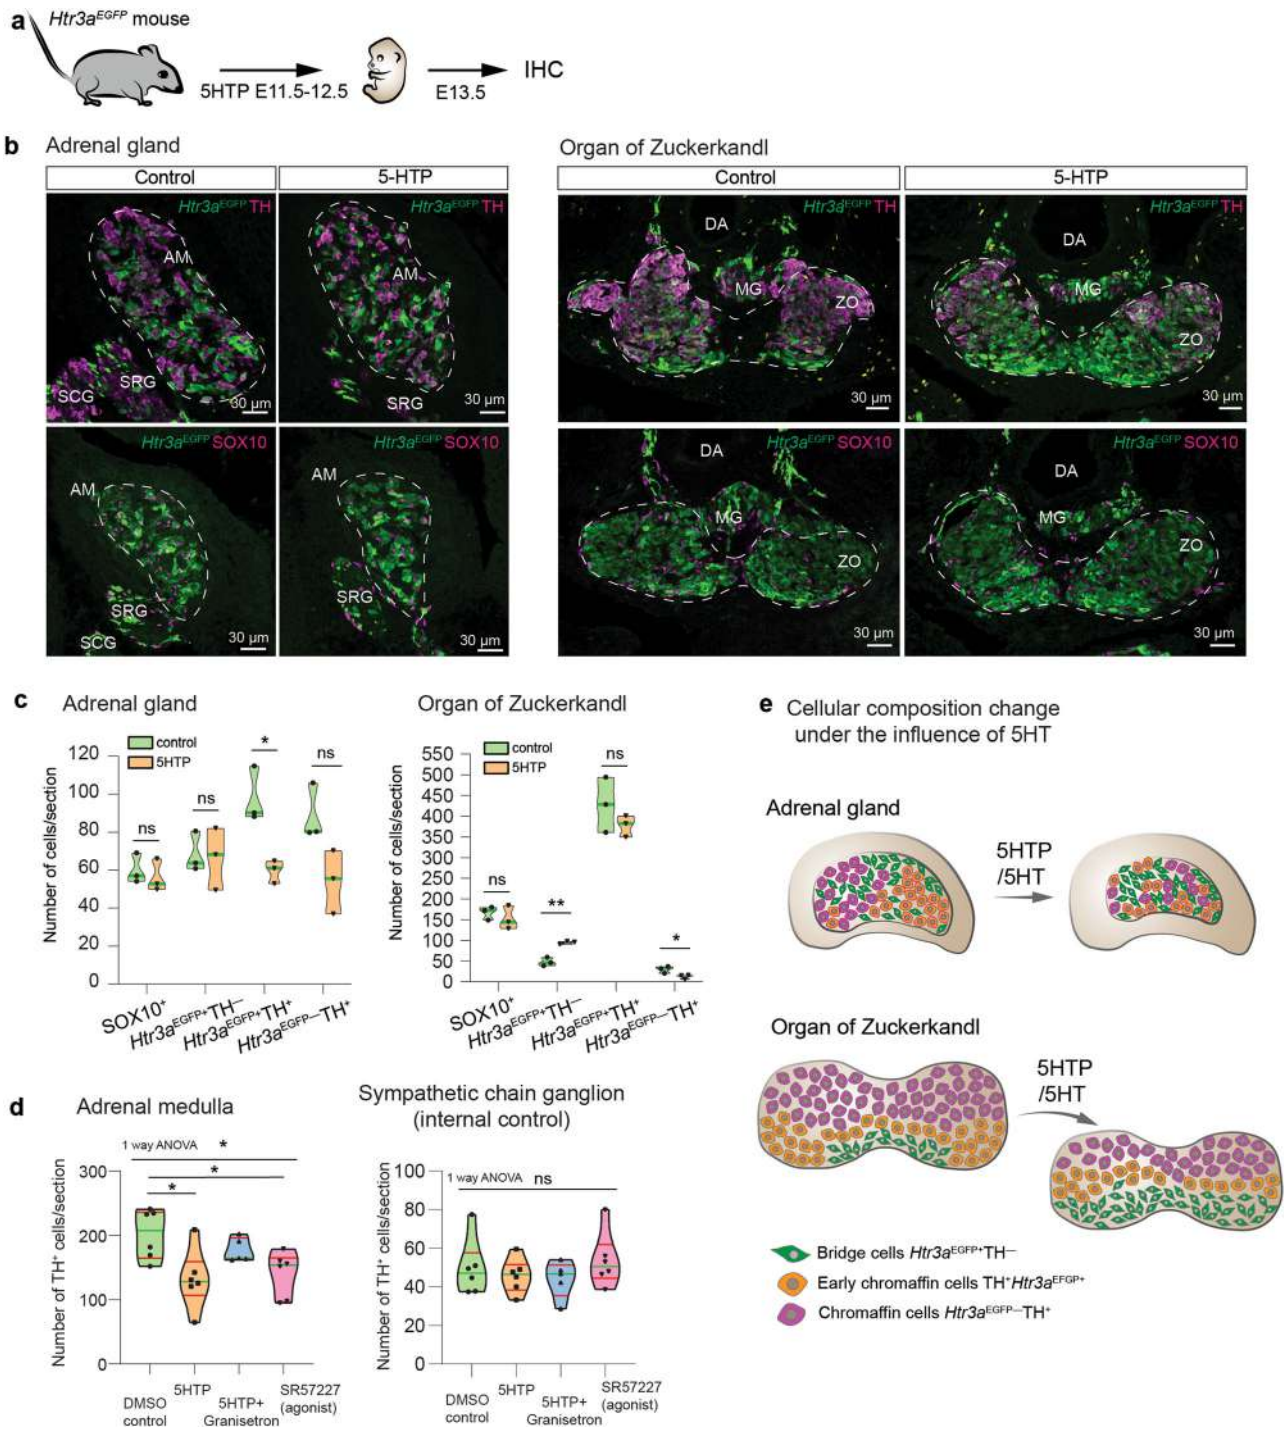 a
Htr3aEGFP mouse
5HTP E11.5-12.5
E13.5
IHC
b
Adrenal gland
Organ of Zuckerkandl
Control
5-HTP
Control
5-HTP
Htr3aEGFP TH
AM
SRG
SCG
30 µm
Htr3aEGFP TH
AM
SRG
30 µm
Htr3aEGFP TH
DA
MG
ZO
30 µm
Htr3aEGFP TH
DA
MG
ZO
30 µm
Htr3aEGFP SOX10
AM
SRG
SCG
30 µm
Htr3aEGFP SOX10
AM
SRG
30 µm
Htr3aEGFP SOX10
DA
MG
ZO
30 µm
Htr3aEGFP SOX10
DA
MG
ZO
30 µm
c
Adrenal gland
Number of cells/section
120
100
80
60
40
20
0
control
5HTP
ns
ns
*
ns
SOX10+
Htr3aEGFP+TH—
Htr3aEGFP+TH+
Htr3aEGFP—TH+
Organ of Zuckerkandl
Number of cells/section
550
500
450
400
350
300
250
200
150
100
50
0
control
5HTP
ns
**
ns
*
SOX10+
Htr3aEGFP+TH—
Htr3aEGFP+TH+
Htr3aEGFP—TH+
d
Adrenal medulla
1 way ANOVA
*
*
*
Number of TH+ cells/section
300
200
100
0
DMSO
control
5HTP
5HTP+
Granisetron
SR57227
(agonist)
Sympathetic chain ganglion
(internal control)
1 way ANOVA
ns
Number of TH+ cells/section
100
80
60
40
20
0
DMSO
control
5HTP
5HTP+
Granisetron
SR57227
(agonist)
e
Cellular composition change
under the influence of 5HT
Adrenal gland
5HTP
/5HT
Organ of Zuckerkandl
5HTP
/5HT
Bridge cells Htr3aEGFP+TH—
Early chromaffin cells TH+Htr3aEFGP+
Chromaffin cells Htr3aEGFP—TH+